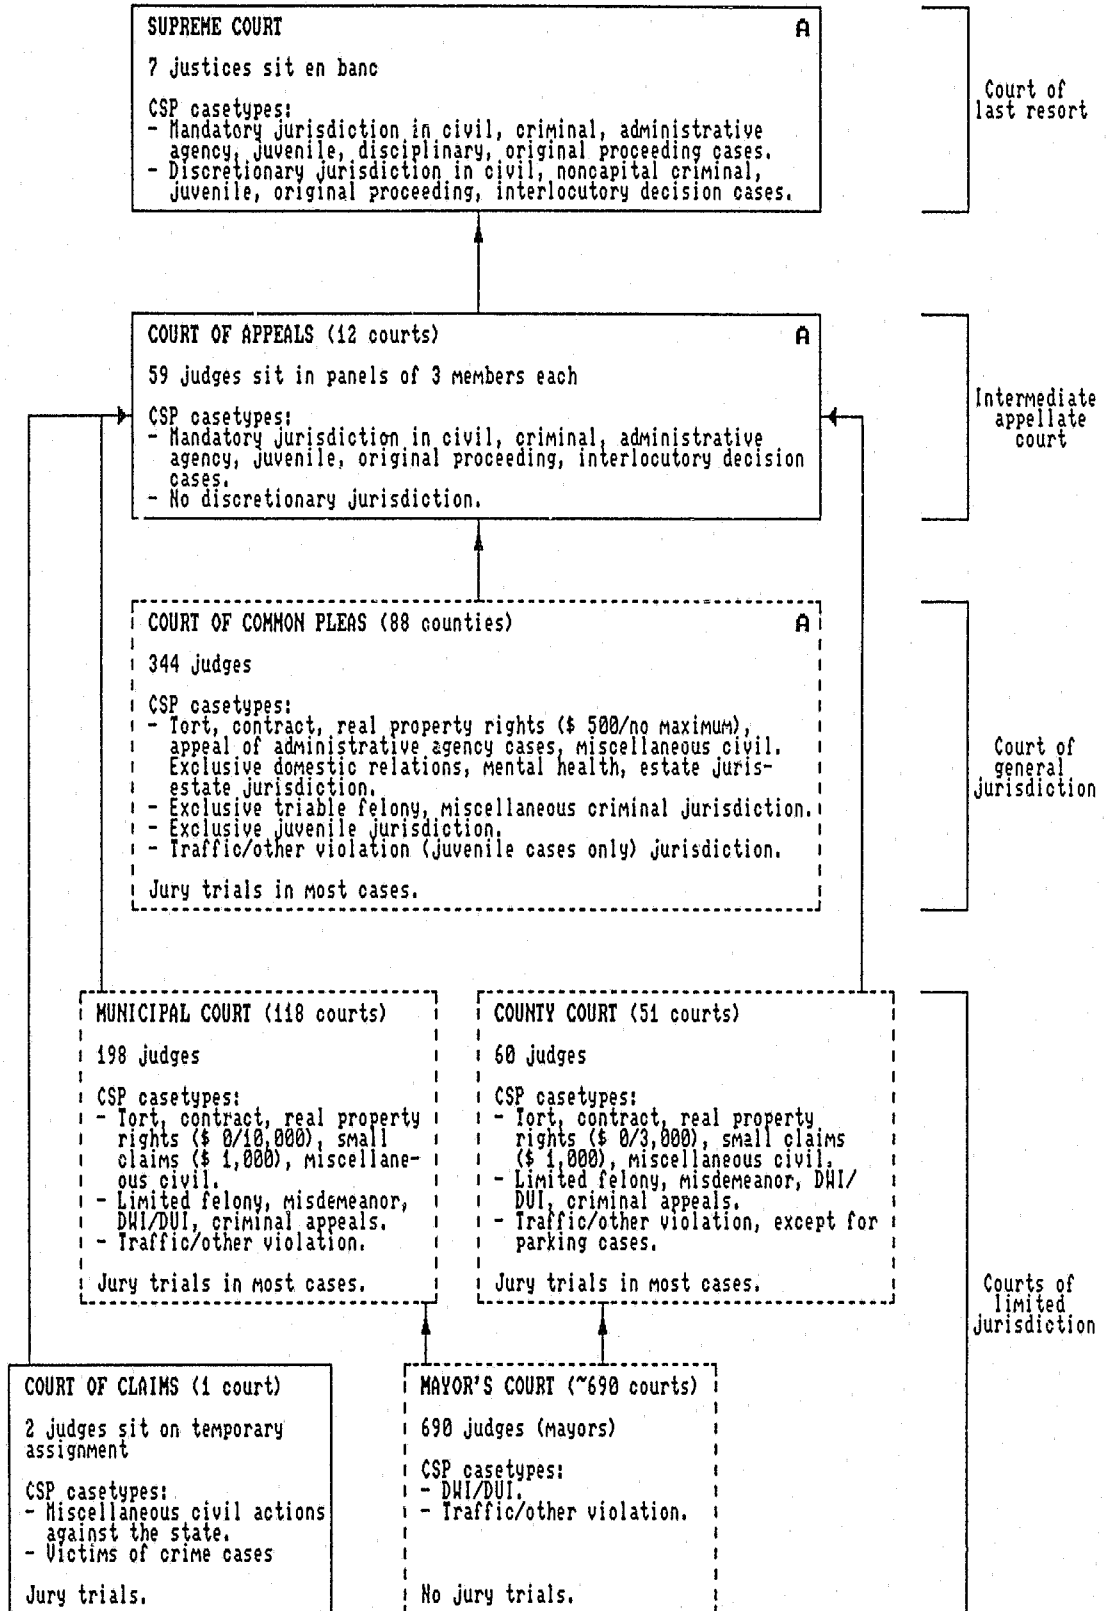 SUPREME COURT A
7 justices sit en banc
CSP casetypes:
- Mandatory jurisdiction in civil, criminal, administrative
agency, juvenile, disciplinary, original proceeding cases.
- Discretionary jurisdiction in civil, noncapital criminal,
juvenile, original proceeding, interlocutory decision cases.
Court of
last resort
COURT OF APPEALS (12 courts) A
59 judges sit in panels of 3 members each
CSP casetypes:
- Mandatory jurisdiction in civil, criminal, administrative
agency, juvenile, original proceeding, interlocutory decision
cases.
- No discretionary jurisdiction.
Intermediate
appellate
court
COURT OF COMMON PLEAS (88 counties) A
344 judges
CSP casetypes:
- Tort, contract, real property rights ($ 500/no maximum),
appeal of administrative agency cases, miscellaneous civil.
Exclusive domestic relations, mental health, estate juris-
estate jurisdiction.
- Exclusive triable felony, miscellaneous criminal jurisdiction.
- Exclusive juvenile jurisdiction.
- Traffic/other violation (juvenile cases only) jurisdiction.
Jury trials in most cases.
Court of
general
jurisdiction
MUNICIPAL COURT (118 courts)
198 judges
CSP casetypes:
- Tort, contract, real property
rights ($ 0/10,000), small
claims ($ 1,000), miscellane-
ous civil.
- Limited felony, misdemeanor,
DWI/DUI, criminal appeals.
- Traffic/other violation.
Jury trials in most cases.
COUNTY COURT (51 courts)
60 judges
CSP casetypes:
- Tort, contract, real property
rights ($ 0/3,000), small claims
($ 1,000), miscellaneous civil.
- Limited felony, misdemeanor, DWI/
DUI, criminal appeals.
- Traffic/other violation, except for
parking cases.
Jury trials in most cases.
Courts of
limited
jurisdiction
COURT OF CLAIMS (1 court)
2 judges sit on temporary
assignment
CSP casetypes:
- Miscellaneous civil actions
against the state.
- Victims of crime cases
Jury trials.
MAYOR'S COURT (~690 courts)
690 judges (mayors)
CSP casetypes:
- DWI/DUI.
- Traffic/other violation.
No jury trials.